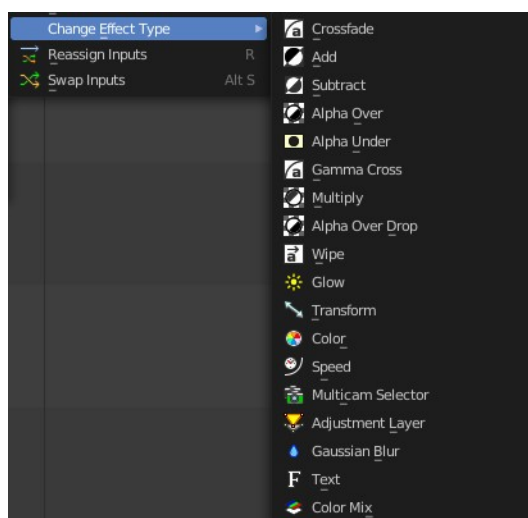 Change Effect Type
Reassign Inputs R
Swap Inputs Alt S
Crossfade
Add
Subtract
Alpha Over
Alpha Under
Gamma Cross
Multiply
Alpha Over Drop
Wipe
Glow
Transform
Color
Speed
Multicam Selector
Adjustment Layer
Gaussian Blur
F Text
Color Mix